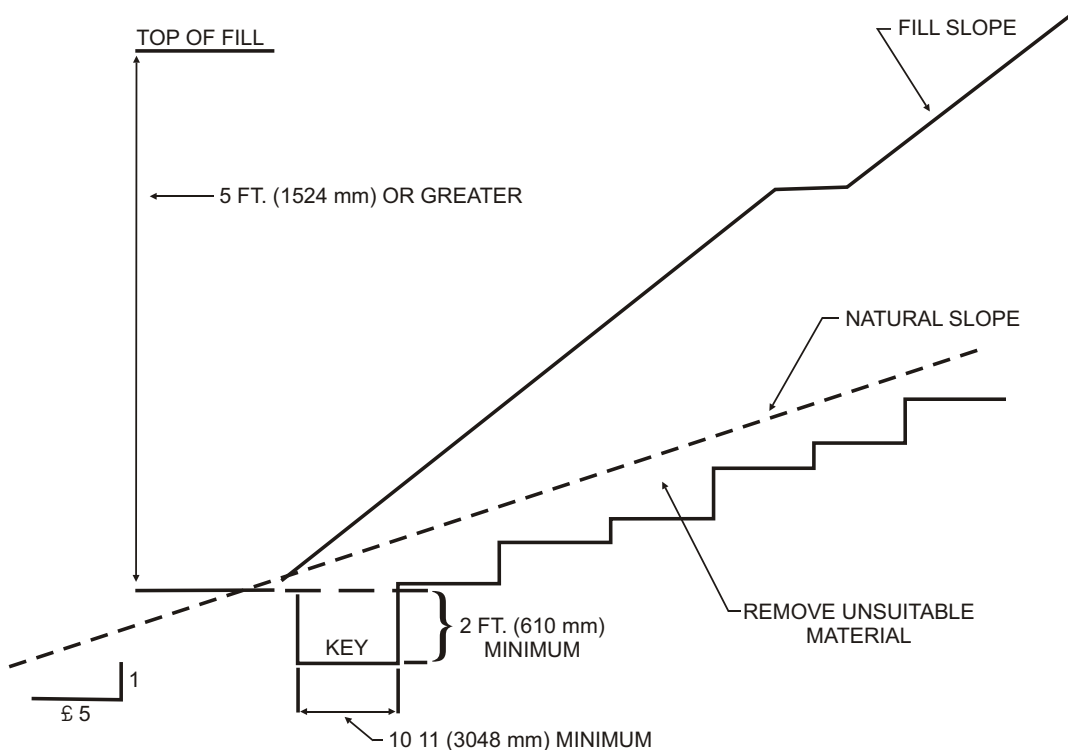 TOP OF FILL
FILL SLOPE
5 FT. (1524 mm) OR GREATER
NATURAL SLOPE
REMOVE UNSUITABLE
MATERIAL
2 FT. (610 mm)
MINIMUM
KEY
1
£ 5
10 11 (3048 mm) MINIMUM